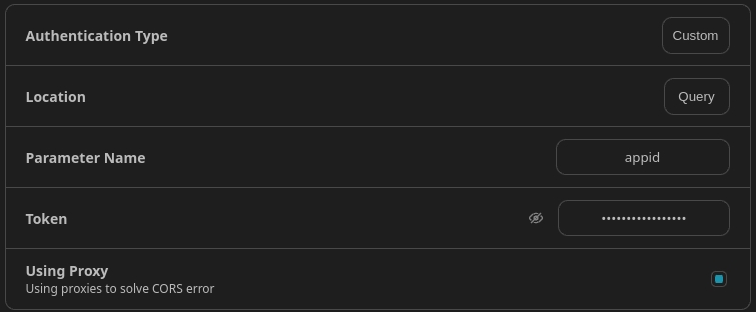 Authentication Type
Custom
Location
Query
Parameter Name
appid
Token
•••••••••••••••••
Using Proxy
Using proxies to solve CORS error